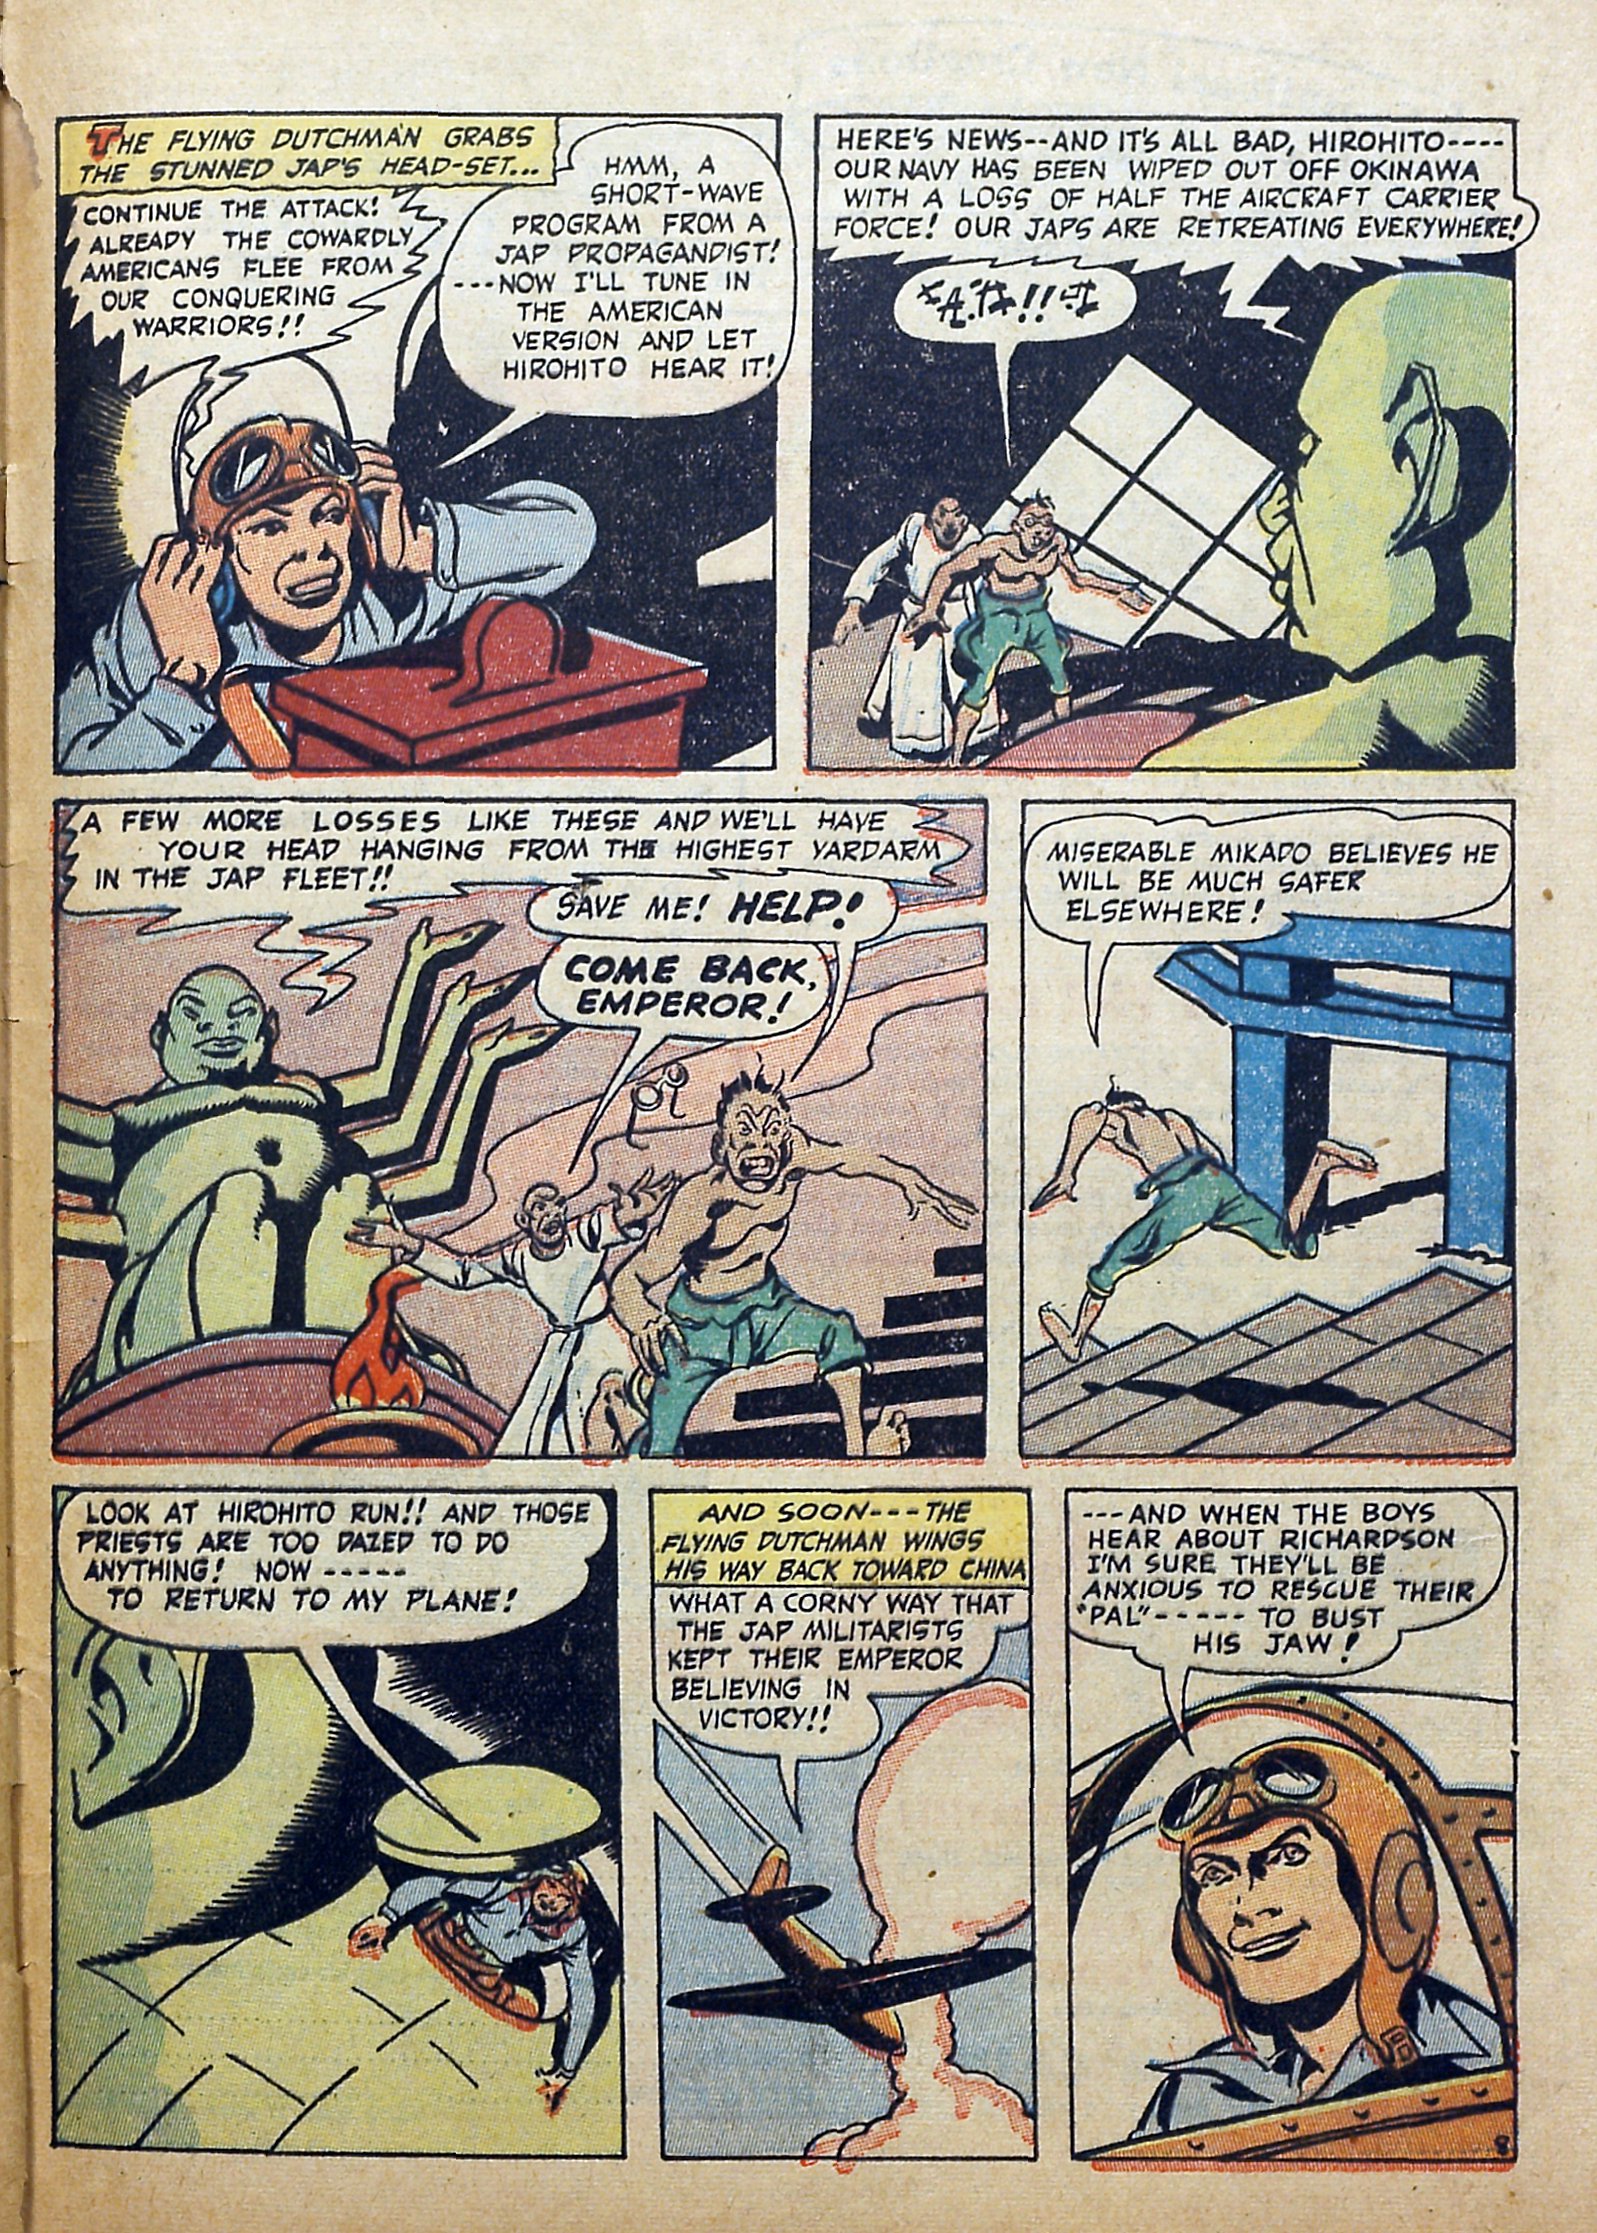 THE FLYING DUTCHMAN GRABS
THE STUNNED JAP'S HEAD-SET...
CONTINUE THE ATTACK!
ALREADY THE COWARDLY
AMERICANS FLEE FROM
OUR CONQUERING
WARRIORS!!
HMM, A
SHORT-WAVE
PROGRAM FROM A
JAP PROPAGANDIST!
---NOW I'LL TUNE IN
THE AMERICAN
VERSION AND LET
HIROHITO HEAR IT!
HERE'S NEWS--AND IT'S ALL BAD, HIROHITO----
OUR NAVY HAS BEEN WIPED OUT OFF OKINAWA
WITH A LOSS OF HALF THE AIRCRAFT CARRIER
FORCE! OUR JAPS ARE RETREATING EVERYWHERE!
A FEW MORE LOSSES LIKE THESE AND WE'LL HAVE
YOUR HEAD HANGING FROM THE HIGHEST YARDARM
IN THE JAP FLEET!!
SAVE ME! HELP!
COME BACK,
EMPEROR!
MISERABLE MIKADO BELIEVES HE
WILL BE MUCH SAFER
ELSEWHERE!
LOOK AT HIROHITO RUN!! AND THOSE
PRIESTS ARE TOO DAZED TO DO
ANYTHING! NOW -----
TO RETURN TO MY PLANE!
AND SOON---THE
FLYING DUTCHMAN WINGS
HIS WAY BACK TOWARD CHINA
WHAT A CORNY WAY THAT
THE JAP MILITARISTS
KEPT THEIR EMPEROR
BELIEVING IN
VICTORY!!
---AND WHEN THE BOYS
HEAR ABOUT RICHARDSON
I'M SURE THEY'LL BE
ANXIOUS TO RESCUE THEIR
"PAL"----- TO BUST
HIS JAW!
8